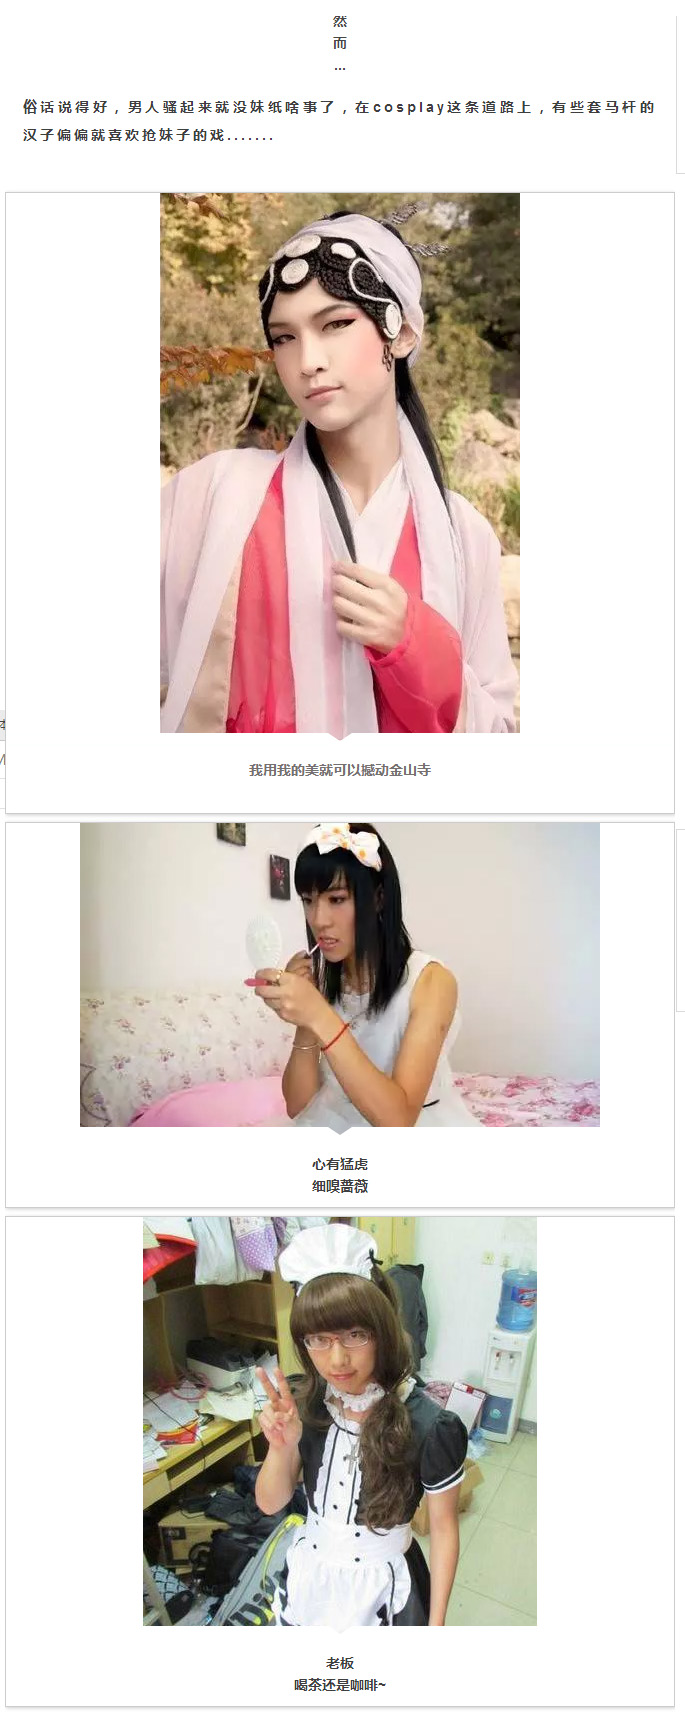 然
而
...
俗话说得好，男人骚起来就没妹纸啥事了，在cosplay这条道路上，有些套马杆的
汉子偏偏就喜欢抢妹子的戏.......
我用我的美就可以撼动金山寺
心有猛虎
细嗅蔷薇
老板
喝茶还是咖啡~